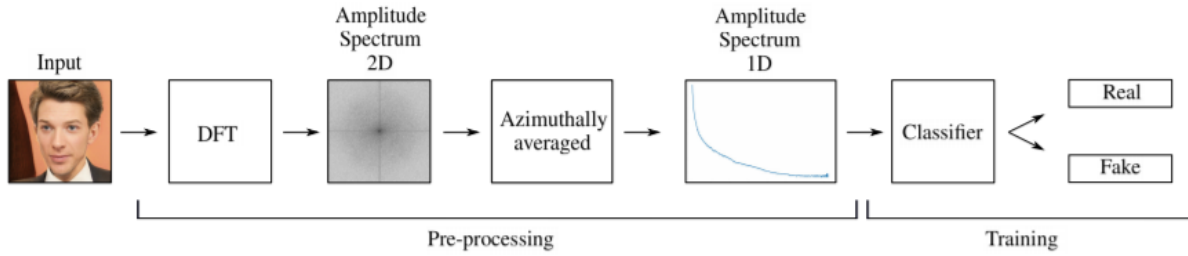 Input
DFT
Amplitude
Spectrum
2D
Azimuthally
averaged
Amplitude
Spectrum
1D
Classifier
Real
Fake
Pre-processing
Training